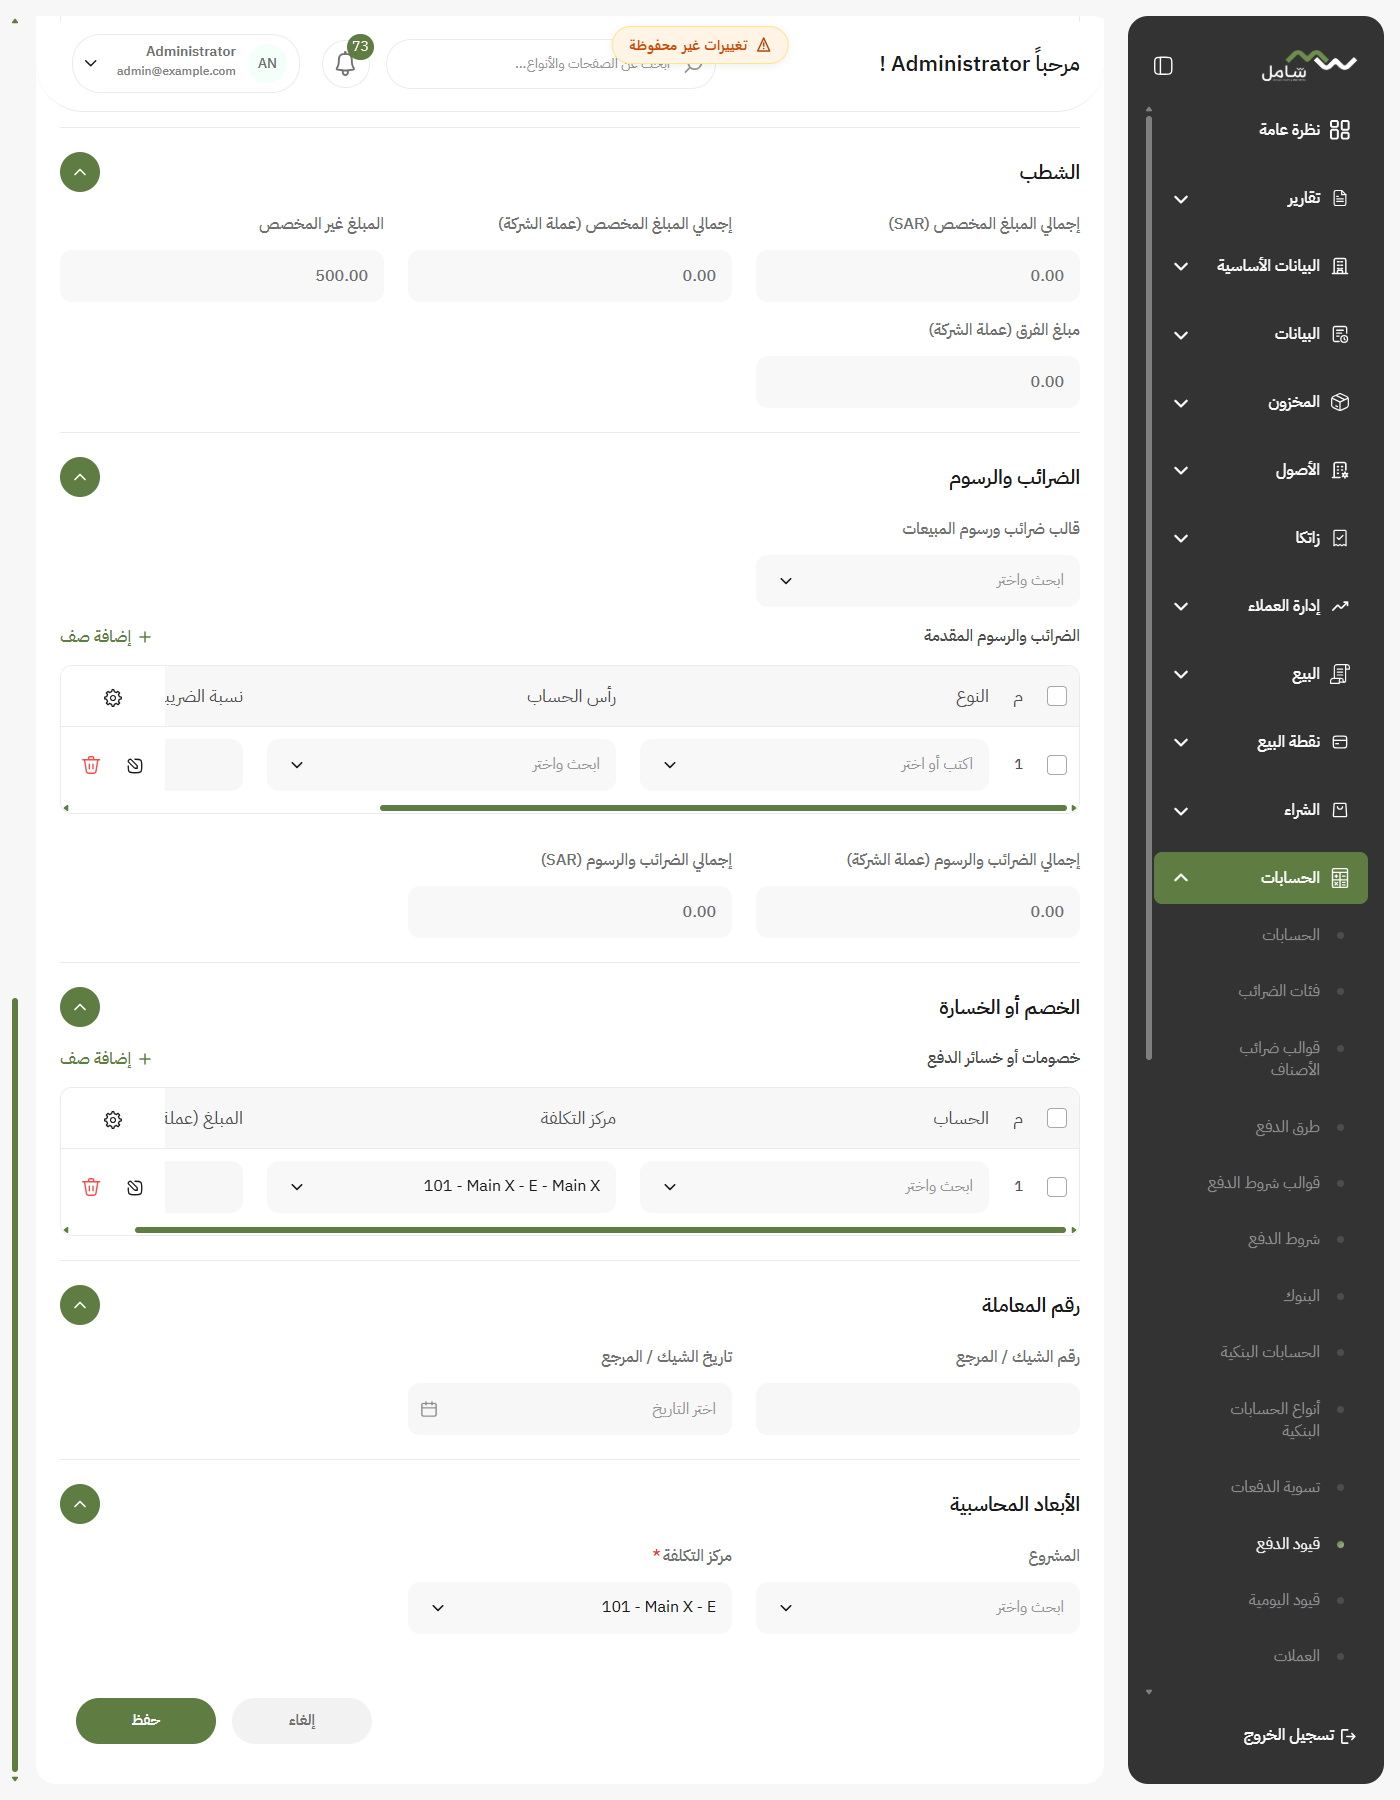 شامل
نظرة عامة
تقارير
البيانات الأساسية
البيانات
المخزون
الأصول
زاتكا
إدارة العملاء
البيع
نقطة البيع
الشراء
الحسابات
الحسابات
فئات الضرائب
قوالب ضرائب
الأصناف
طرق الدفع
قوالب شروط الدفع
شروط الدفع
البنوك
الحسابات البنكية
أنواع الحسابات
البنكية
تسوية الدفعات
قيود الدفع
قيود اليومية
العملات
تسجيل الخروج
مرحباً Administrator !
تغييرات غير محفوظة
ابحث عن الصفحات والأنواع...
73
AN
Administrator
admin@example.com
الشطب
إجمالي المبلغ المخصص (SAR)
إجمالي المبلغ المخصص (عملة الشركة)
المبلغ غير المخصص
0.00
0.00
500.00
مبلغ الفرق (عملة الشركة)
0.00
الضرائب والرسوم
قالب ضرائب ورسوم المبيعات
ابحث واختر
الضرائب والرسوم المقدمة
إضافة صف
م
النوع
رأس الحساب
نسبة الضريبة
1
اكتب أو اختر
ابحث واختر
إجمالي الضرائب والرسوم (عملة الشركة)
إجمالي الضرائب والرسوم (SAR)
0.00
0.00
الخصم أو الخسارة
خصومات أو خسائر الدفع
إضافة صف
م
الحساب
مركز التكلفة
المبلغ (عملة
1
ابحث واختر
101 - Main X - E - Main X
رقم المعاملة
رقم الشيك / المرجع
تاريخ الشيك / المرجع
اختر التاريخ
الأبعاد المحاسبية
المشروع
مركز التكلفة *
ابحث واختر
101 - Main X - E
إلغاء
حفظ